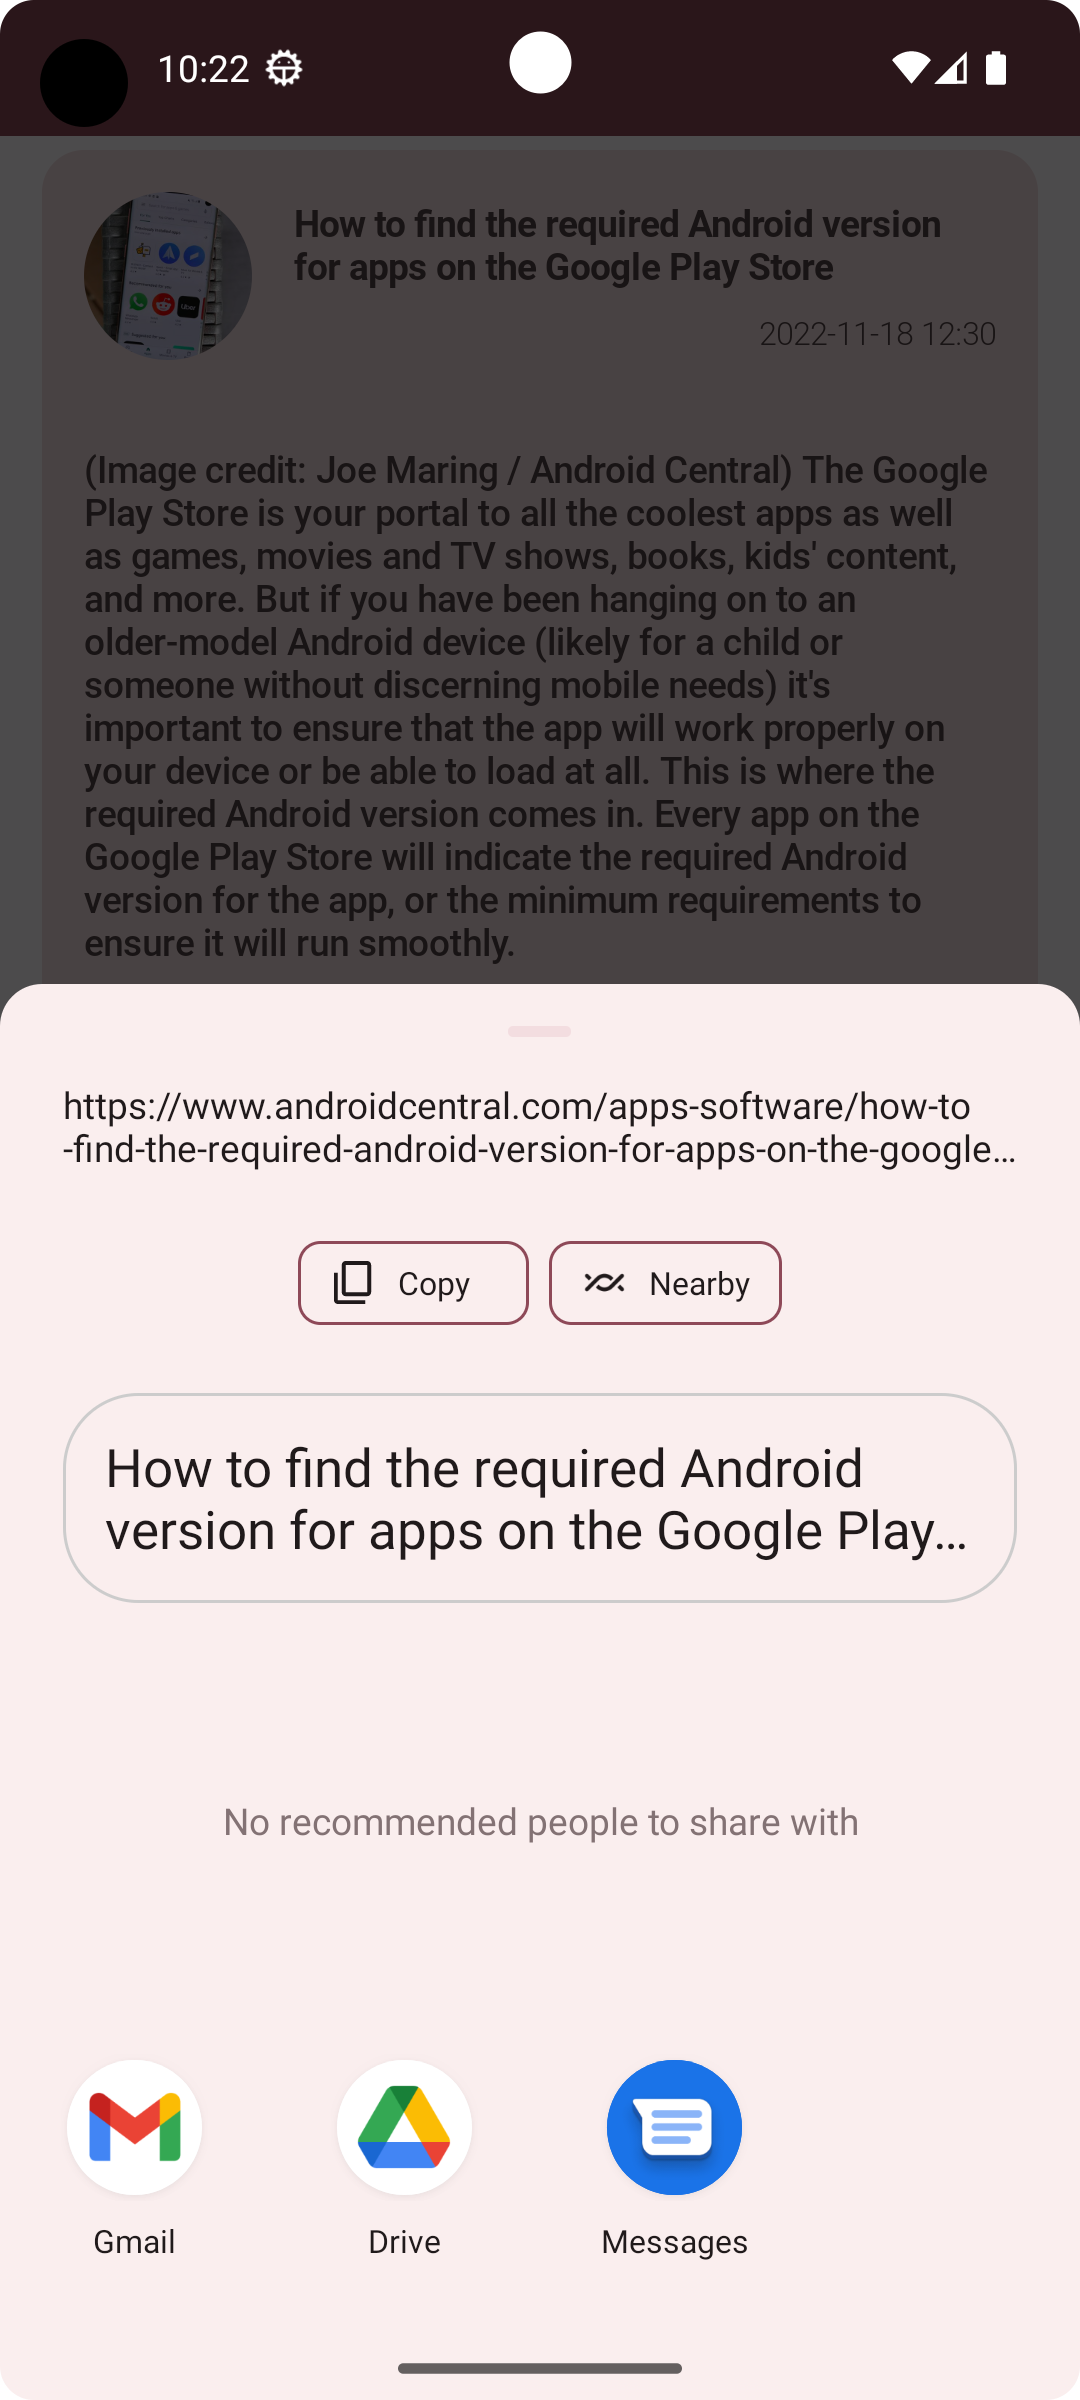 10:22
How to find the required Android version
for apps on the Google Play Store
2022-11-18 12:30
(Image credit: Joe Maring / Android Central) The Google
Play Store is your portal to all the coolest apps as well
as games, movies and TV shows, books, kids' content,
and more. But if you have been hanging on to an
older-model Android device (likely for a child or
someone without discerning mobile needs) it's
important to ensure that the app will work properly on
your device or be able to load at all. This is where the
required Android version comes in. Every app on the
Google Play Store will indicate the required Android
version for the app, or the minimum requirements to
ensure it will run smoothly.
https://www.androidcentral.com/apps-software/how-to
-find-the-required-android-version-for-apps-on-the-google…
Copy
Nearby
How to find the required Android
version for apps on the Google Play…
No recommended people to share with
Gmail
Drive
Messages